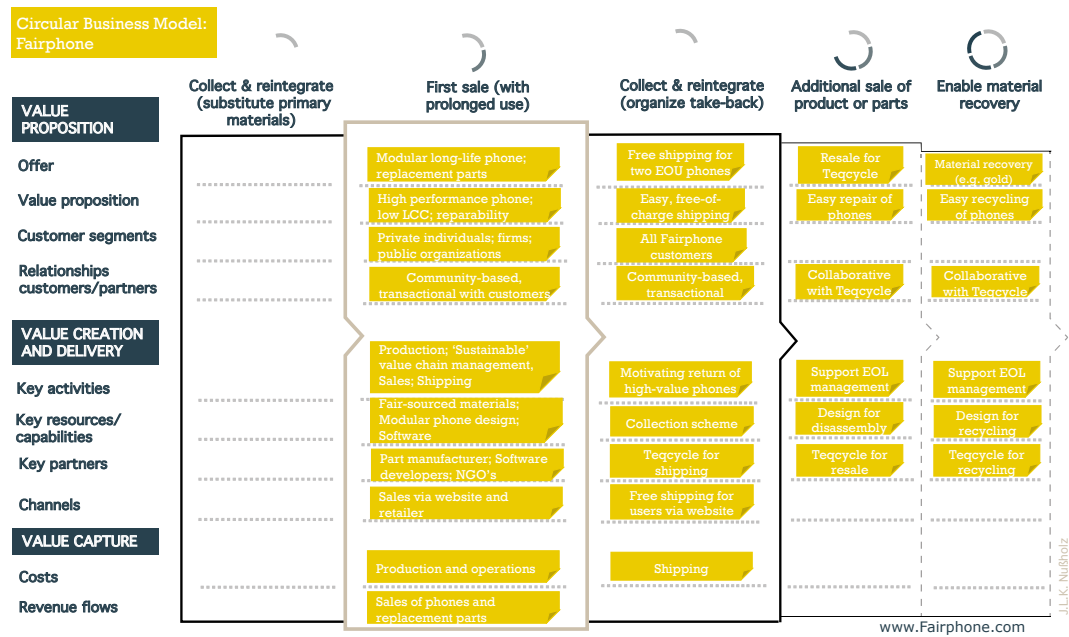 Circular Business Model:
Fairphone
Collect & reintegrate
(substitute primary
materials)
First sale (with
prolonged use)
Collect & reintegrate
(organize take-back)
Additional sale of
product or parts
Enable material
recovery
VALUE
PROPOSITION
Offer
Modular long-life phone;
replacement parts
Free shipping for
two EOU phones
Resale for
Teqcycle
Material recovery
(e.g. gold)
Value proposition
High performance phone;
low LCC; reparability
Easy, free-of-
charge shipping
Easy repair of
phones
Easy recycling
of phones
Customer segments
Private individuals; firms;
public organizations
All Fairphone
customers
Relationships
customers/partners
Community-based,
transactional with customers
Community-based,
transactional
Collaborative
with Teqcycle
Collaborative
with Teqcycle
VALUE CREATION
AND DELIVERY
Key activities
Production; ‘Sustainable’
value chain management,
Sales; Shipping
Motivating return of
high-value phones
Support EOL
management
Support EOL
management
Key resources/
capabilities
Fair-sourced materials;
Modular phone design;
Software
Collection scheme
Design for
disassembly
Design for
recycling
Key partners
Part manufacturer; Software
developers; NGO’s
Teqcycle for
shipping
Teqcycle for
resale
Teqcycle for
recycling
Channels
Sales via website and
retailer
Free shipping for
users via website
VALUE CAPTURE
Costs
Production and operations
Shipping
Revenue flows
Sales of phones and
replacement parts
J.L.K. Nußholz
www.Fairphone.com